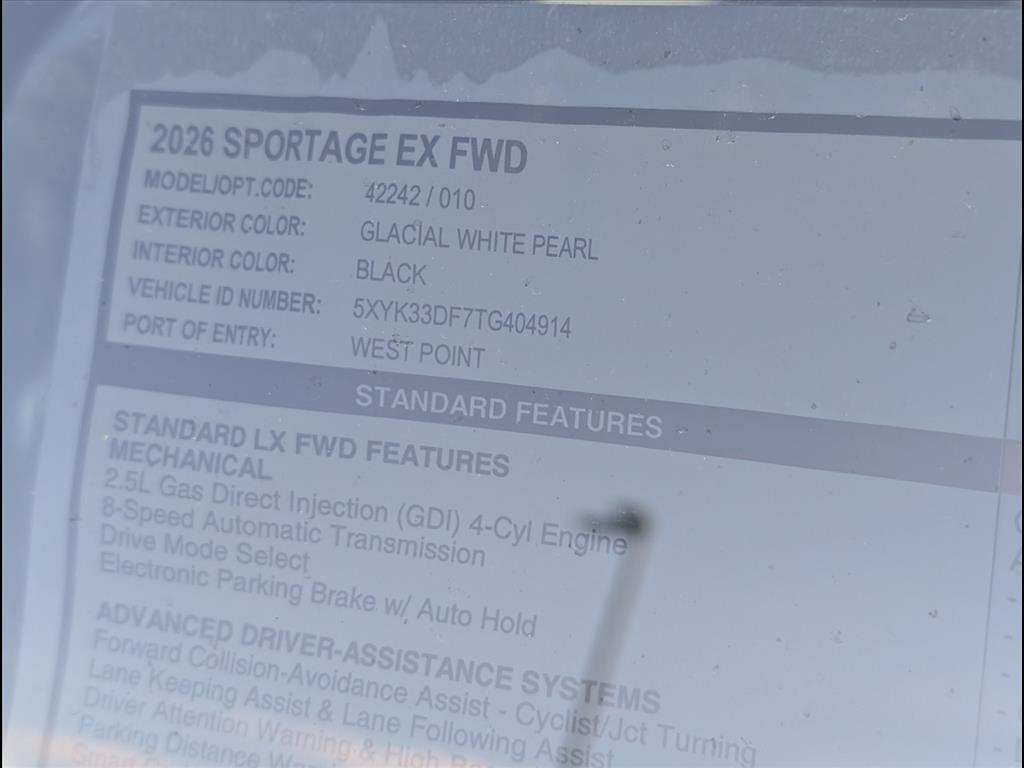 2026 SPORTAGE EX FWD
MODEL/OPT.CODE: 42242 / 010
EXTERIOR COLOR: GLACIAL WHITE PEARL
INTERIOR COLOR: BLACK
VEHICLE ID NUMBER: 5XYK33DF7TG404914
PORT OF ENTRY: WEST POINT
STANDARD FEATURES
STANDARD LX FWD FEATURES
MECHANICAL
2.5L Gas Direct Injection (GDI) 4-Cyl Engine
8-Speed Automatic Transmission
Drive Mode Select
Electronic Parking Brake w/ Auto Hold
ADVANCED DRIVER-ASSISTANCE SYSTEMS
Forward Collision-Avoidance Assist - Cyclist/Jct Turning
Lane Keeping Assist & Lane Following Assist
Driver Attention Warning & High
Parking Distance